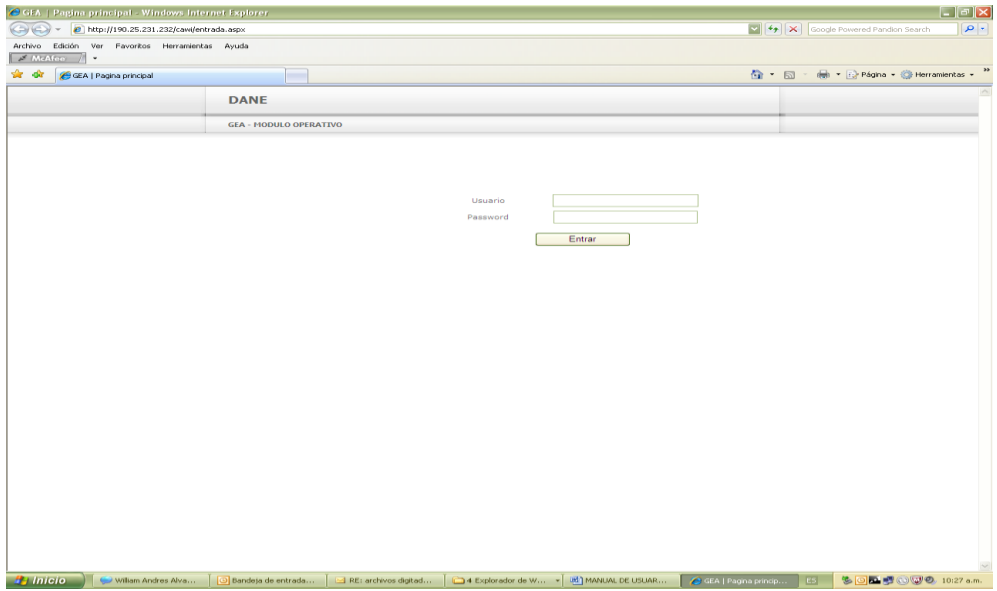 GEA | Pagina principal - Windows Internet Explorer
http://190.25.231.232/cawi/entrada.aspx
Google Powered Pandion Search
Archivo Edición Ver Favoritos Herramientas Ayuda
McAfee
GEA | Pagina principal
Página
Herramientas
DANE
GEA - MODULO OPERATIVO
Usuario
Password
Entrar
Inicio
William Andres Alva...
Bandeja de entrada...
RE: archivos digitad...
4 Explorador de W...
MANUAL DE USUAR...
GEA | Pagina princip...
ES
10:27 a.m.